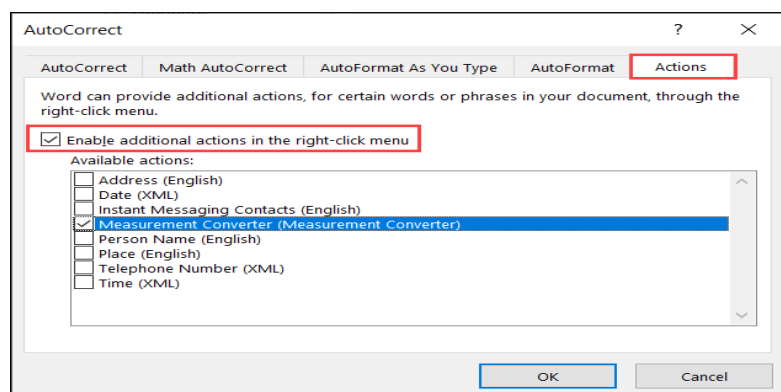 AutoCorrect
AutoCorrect Math AutoCorrect AutoFormat As You Type AutoFormat Actions
Word can provide additional actions, for certain words or phrases in your document, through the
right-click menu.
Enable additional actions in the right-click menu
Available actions:
Address (English)
Date (XML)
Instant Messaging Contacts (English)
Measurement Converter (Measurement Converter)
Person Name (English)
Place (English)
Telephone Number (XML)
Time (XML)
OK Cancel